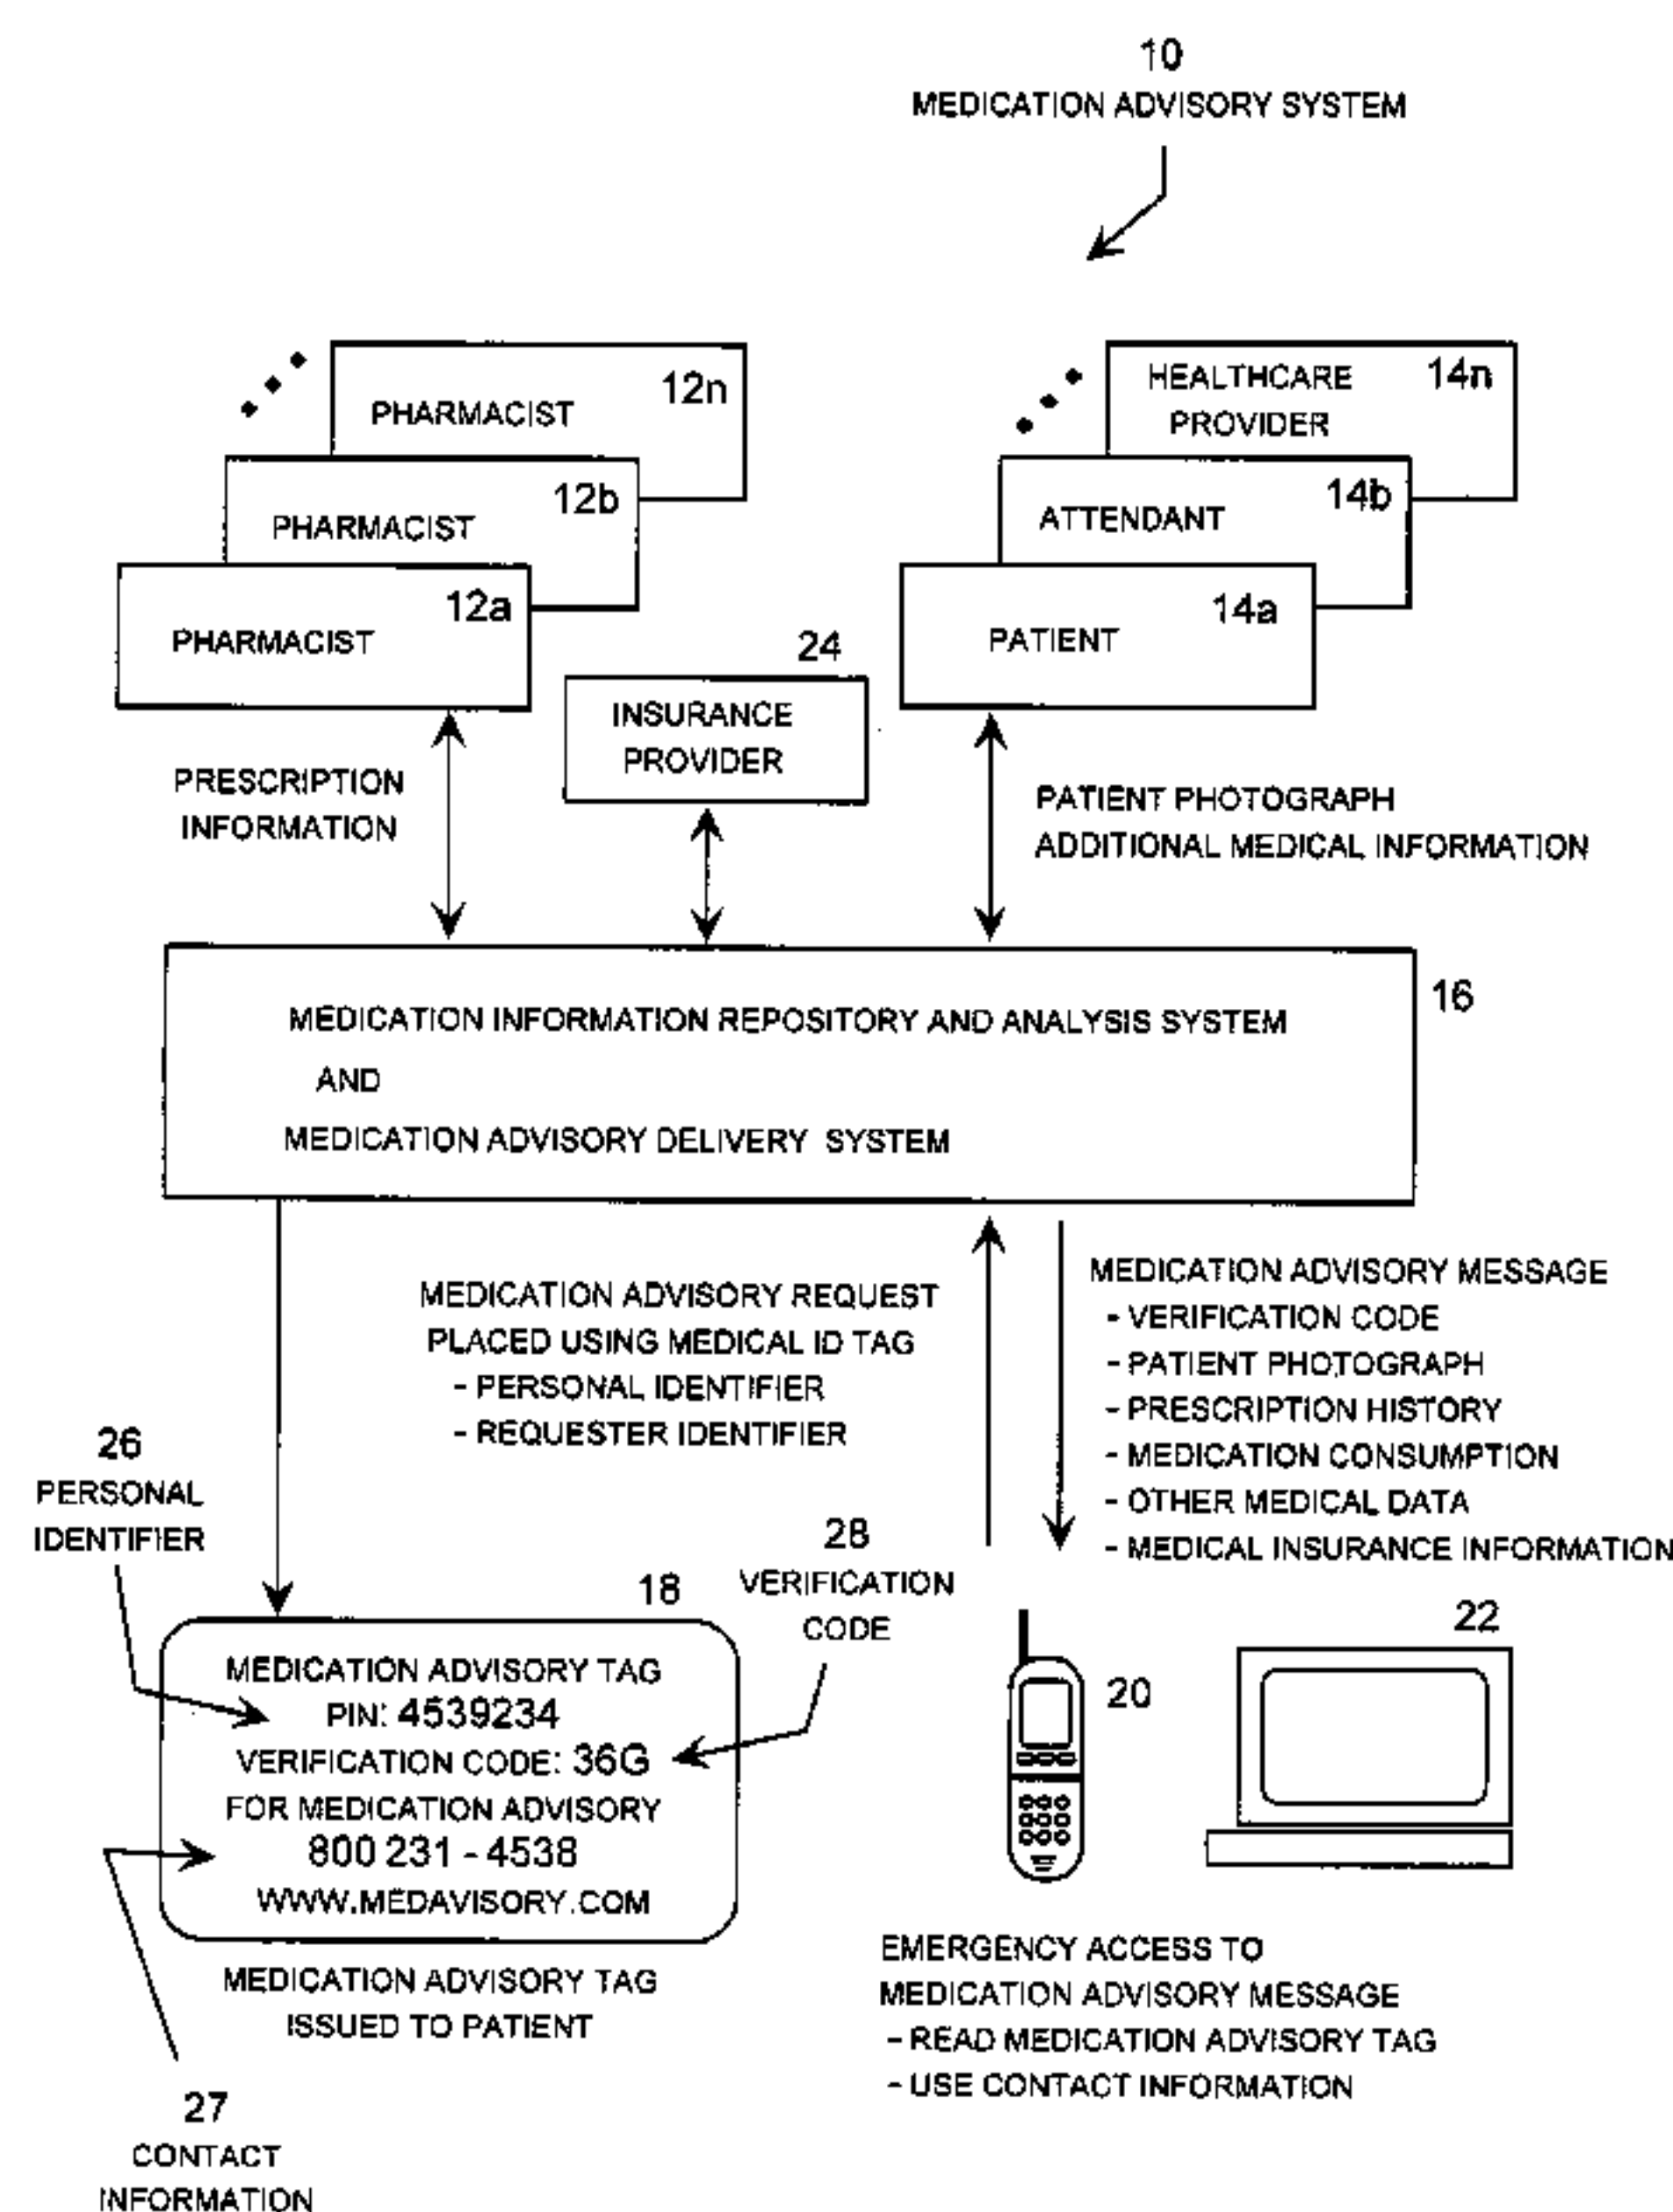 10
MEDICATION ADVISORY SYSTEM
12n
PHARMACIST
12b
PHARMACIST
12a
PHARMACIST
HEALTHCARE
PROVIDER
14n
14b
ATTENDANT
14a
PATIENT
24
INSURANCE
PROVIDER
PRESCRIPTION
INFORMATION
PATIENT PHOTOGRAPH
ADDITIONAL MEDICAL INFORMATION
16
MEDICATION INFORMATION REPOSITORY AND ANALYSIS SYSTEM
AND
MEDICATION ADVISORY DELIVERY SYSTEM
MEDICATION ADVISORY REQUEST
PLACED USING MEDICAL ID TAG
- PERSONAL IDENTIFIER
- REQUESTER IDENTIFIER
MEDICATION ADVISORY MESSAGE
- VERIFICATION CODE
- PATIENT PHOTOGRAPH
- PRESCRIPTION HISTORY
- MEDICATION CONSUMPTION
- OTHER MEDICAL DATA
- MEDICAL INSURANCE INFORMATION
26
PERSONAL
IDENTIFIER
28
VERIFICATION
CODE
18
MEDICATION ADVISORY TAG
PIN: 4539234
VERIFICATION CODE: 36G
FOR MEDICATION ADVISORY
800 231 - 4538
WWW.MEDAVISORY.COM
MEDICATION ADVISORY TAG
ISSUED TO PATIENT
27
CONTACT
INFORMATION
20
22
EMERGENCY ACCESS TO
MEDICATION ADVISORY MESSAGE
- READ MEDICATION ADVISORY TAG
- USE CONTACT INFORMATION